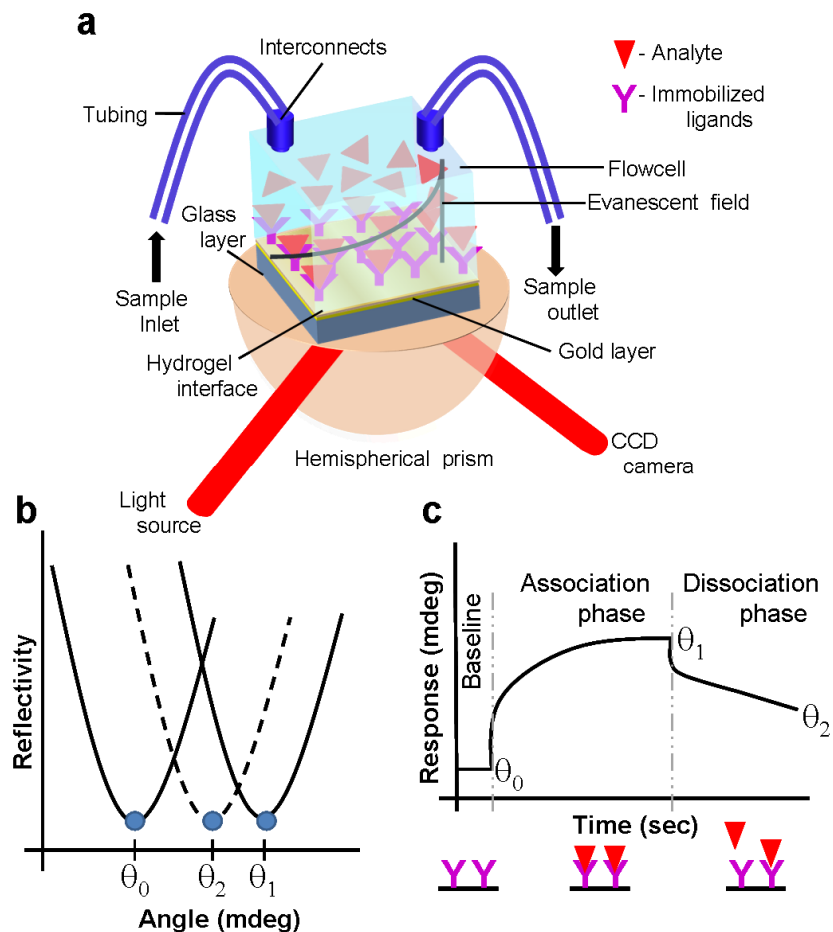 a
Interconnects
Tubing
- Analyte
- Immobilized
ligands
Flowcell
Evanescent field
Glass
layer
Sample
Inlet
Sample
outlet
Hydrogel
interface
Gold layer
CCD
camera
Hemispherical prism
Light
source
b
Reflectivity
θ0
θ2
θ1
Angle (mdeg)
c
Response (mdeg)
Baseline
Association
phase
Dissociation
phase
θ1
θ2
θ0
Time (sec)